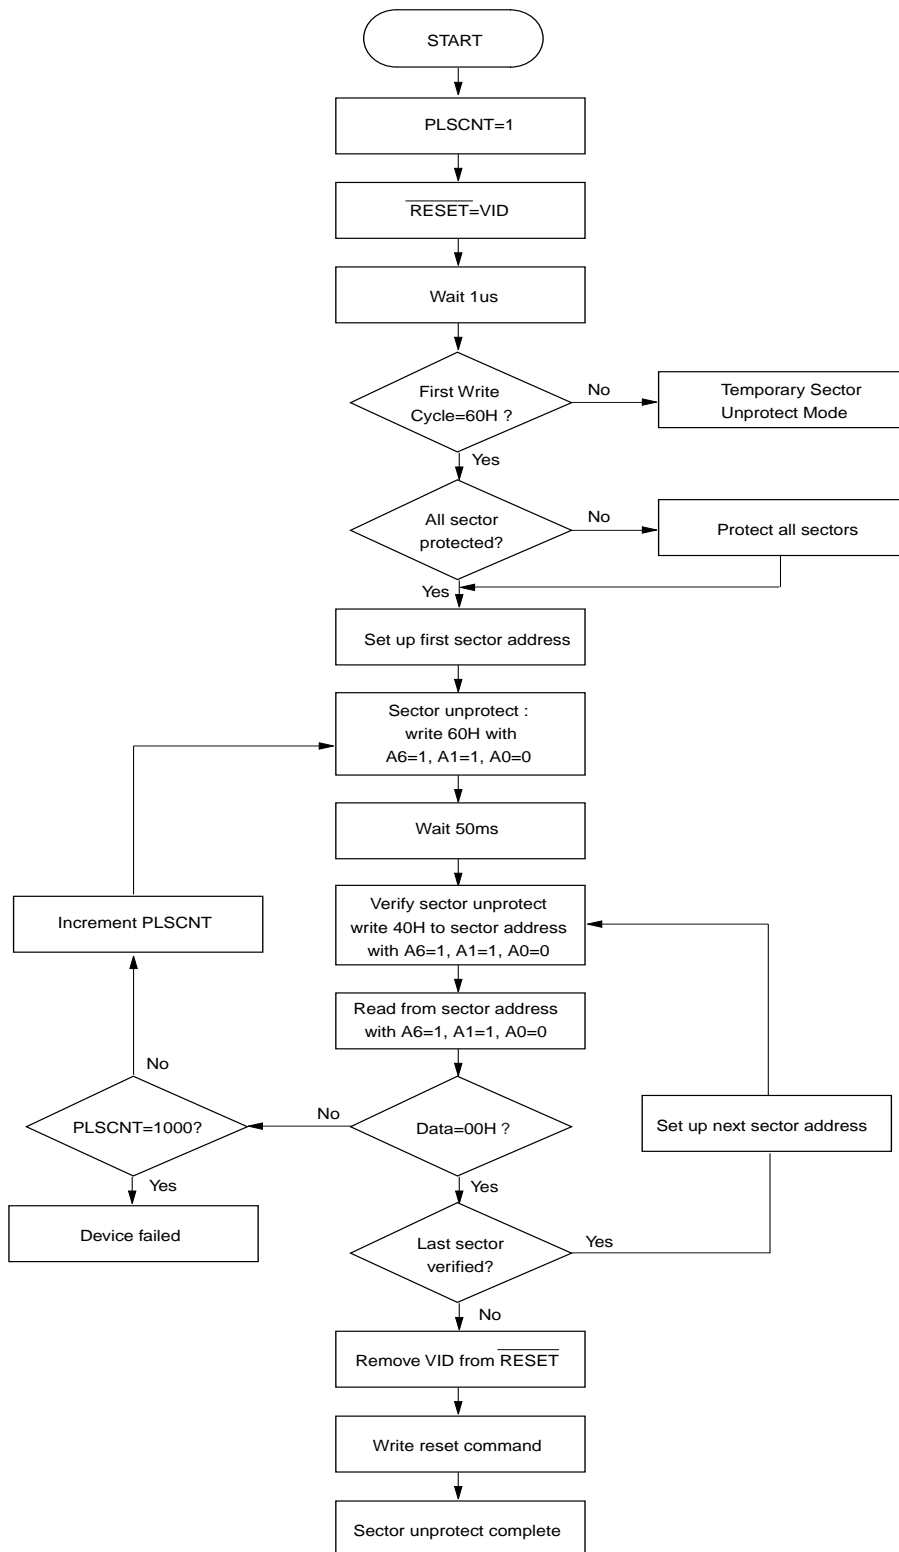 START
PLSCNT=1
RESET=VID
Wait 1us
First Write
Cycle=60H ?
No
Temporary Sector
Unprotect Mode
Yes
All sector
protected?
No
Protect all sectors
Yes
Set up first sector address
Sector unprotect :
write 60H with
A6=1, A1=1, A0=0
Wait 50ms
Verify sector unprotect
write 40H to sector address
with A6=1, A1=1, A0=0
Increment PLSCNT
Read from sector address
with A6=1, A1=1, A0=0
No
PLSCNT=1000?
No
Data=00H ?
Set up next sector address
Yes
Device failed
Yes
Last sector
verified?
Yes
No
Remove VID from RESET
Write reset command
Sector unprotect complete